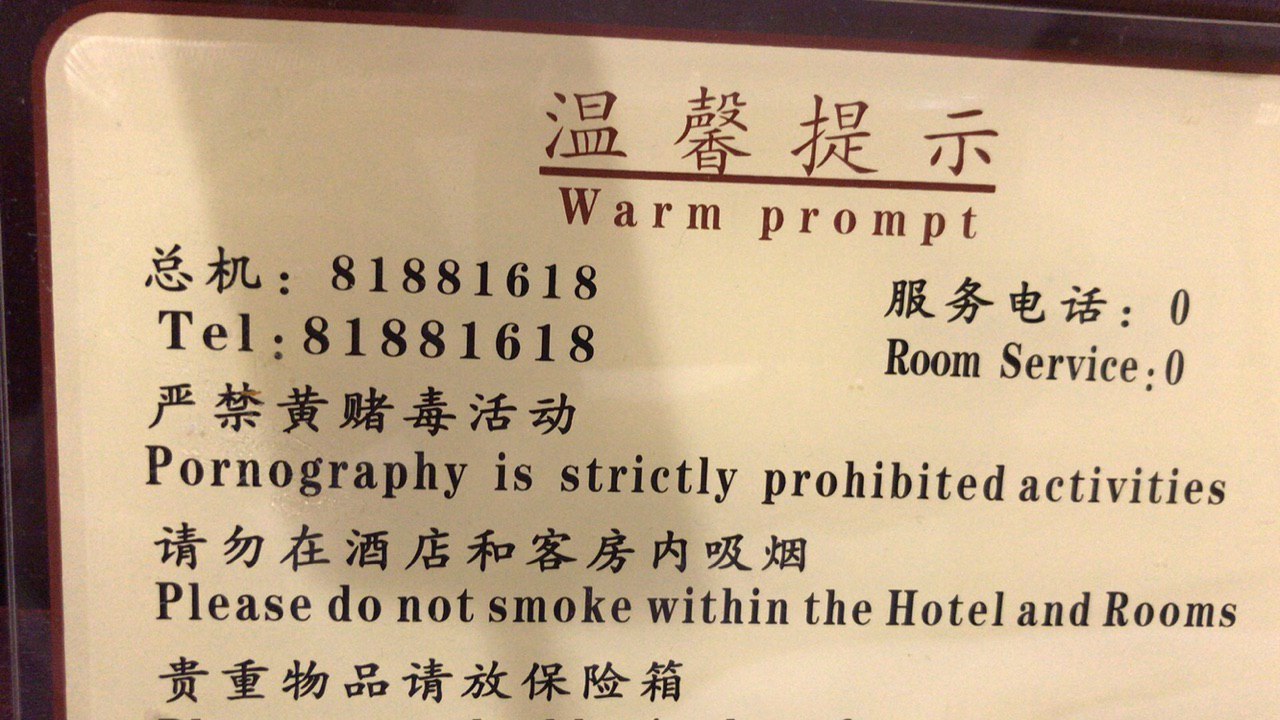 温馨提示
Warm prompt
总机：81881618
Tel:81881618
服务电话：0
Room Service:0
严禁黄赌毒活动
Pornography is strictly prohibited activities
请勿在酒店和客房内吸烟
Please do not smoke within the Hotel and Rooms
贵重物品请放保险箱